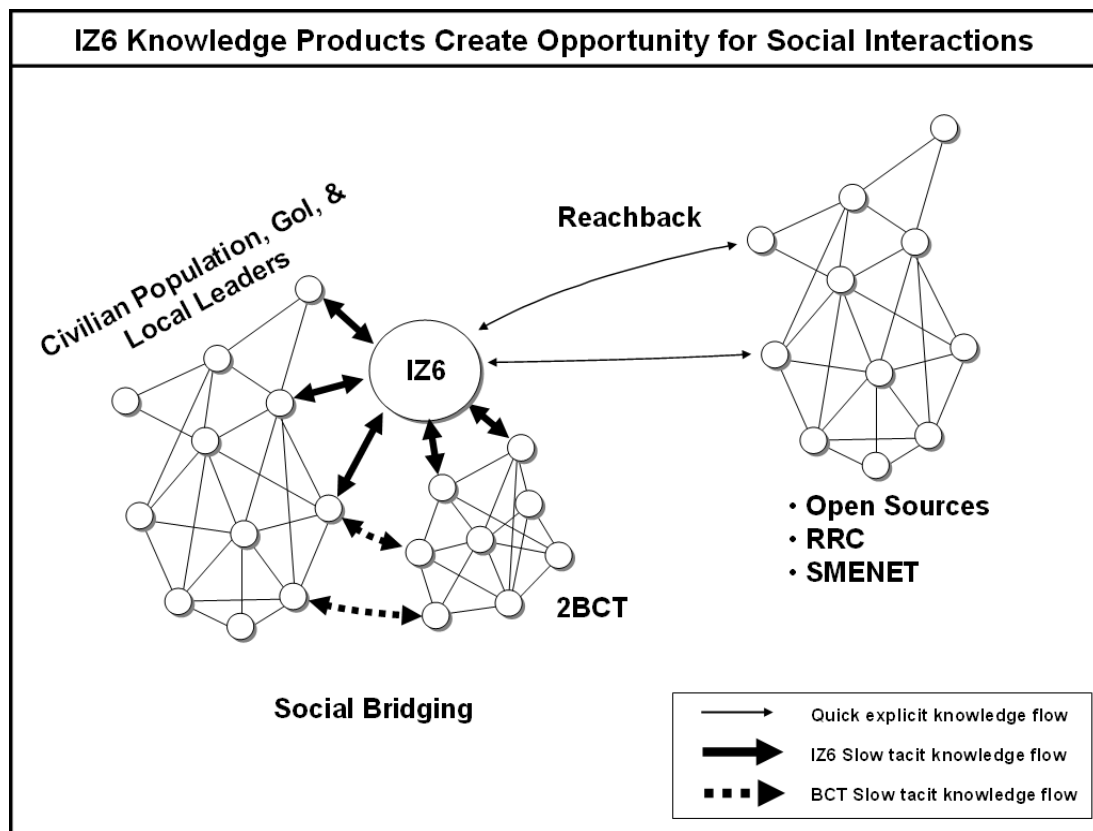 IZ6 Knowledge Products Create Opportunity for Social Interactions
Civilian Population, GoI, &
Local Leaders
Reachback
IZ6
• Open Sources
• RRC
• SMENET
2BCT
Social Bridging
Quick explicit knowledge flow
IZ6 Slow tacit knowledge flow
BCT Slow tacit knowledge flow